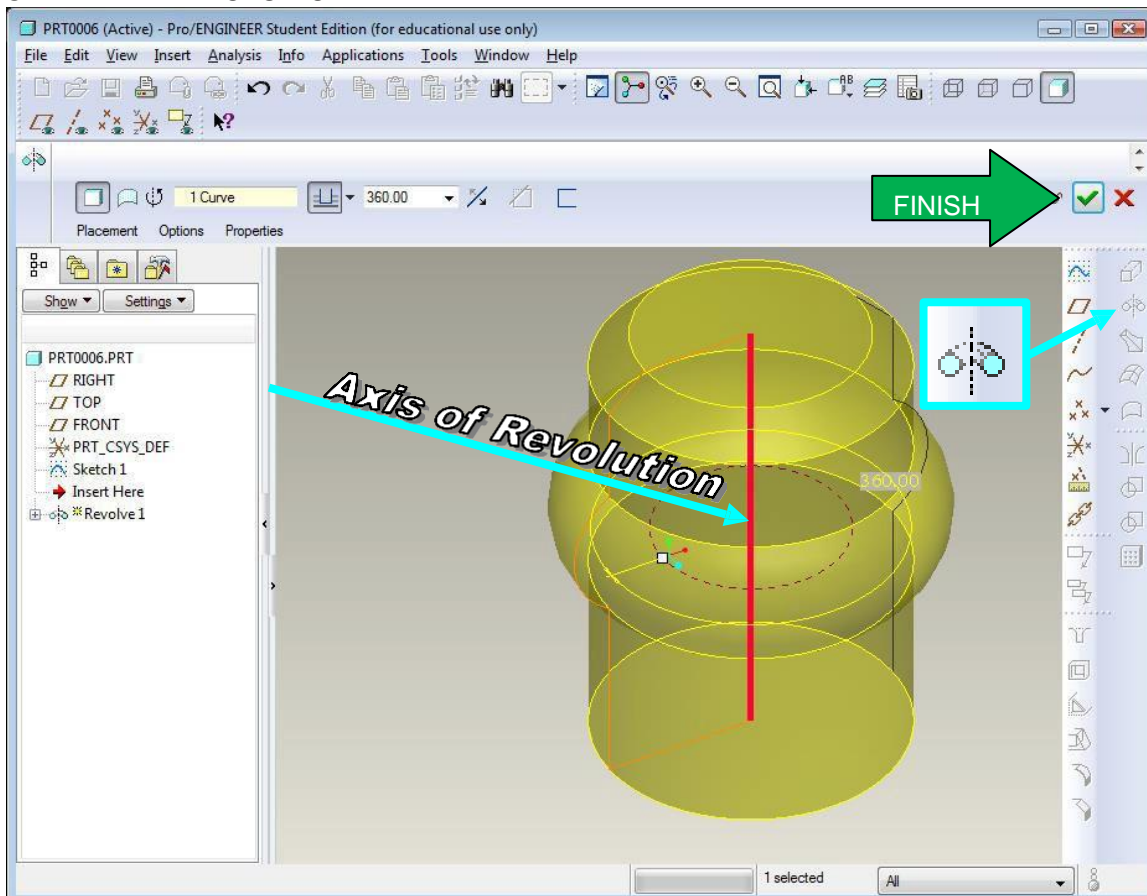 PRT0006 (Active) - Pro/ENGINEER Student Edition (for educational use only)
File Edit View Insert Analysis Info Applications Tools Window Help
1 Curve 360.00
FINISH
Placement Options Properties
Show Settings
PRT0006.PRT
RIGHT
TOP
FRONT
PRT_CSYS_DEF
Sketch 1
Insert Here
Revolve 1
Axis of Revolution
360.00
1 selected All